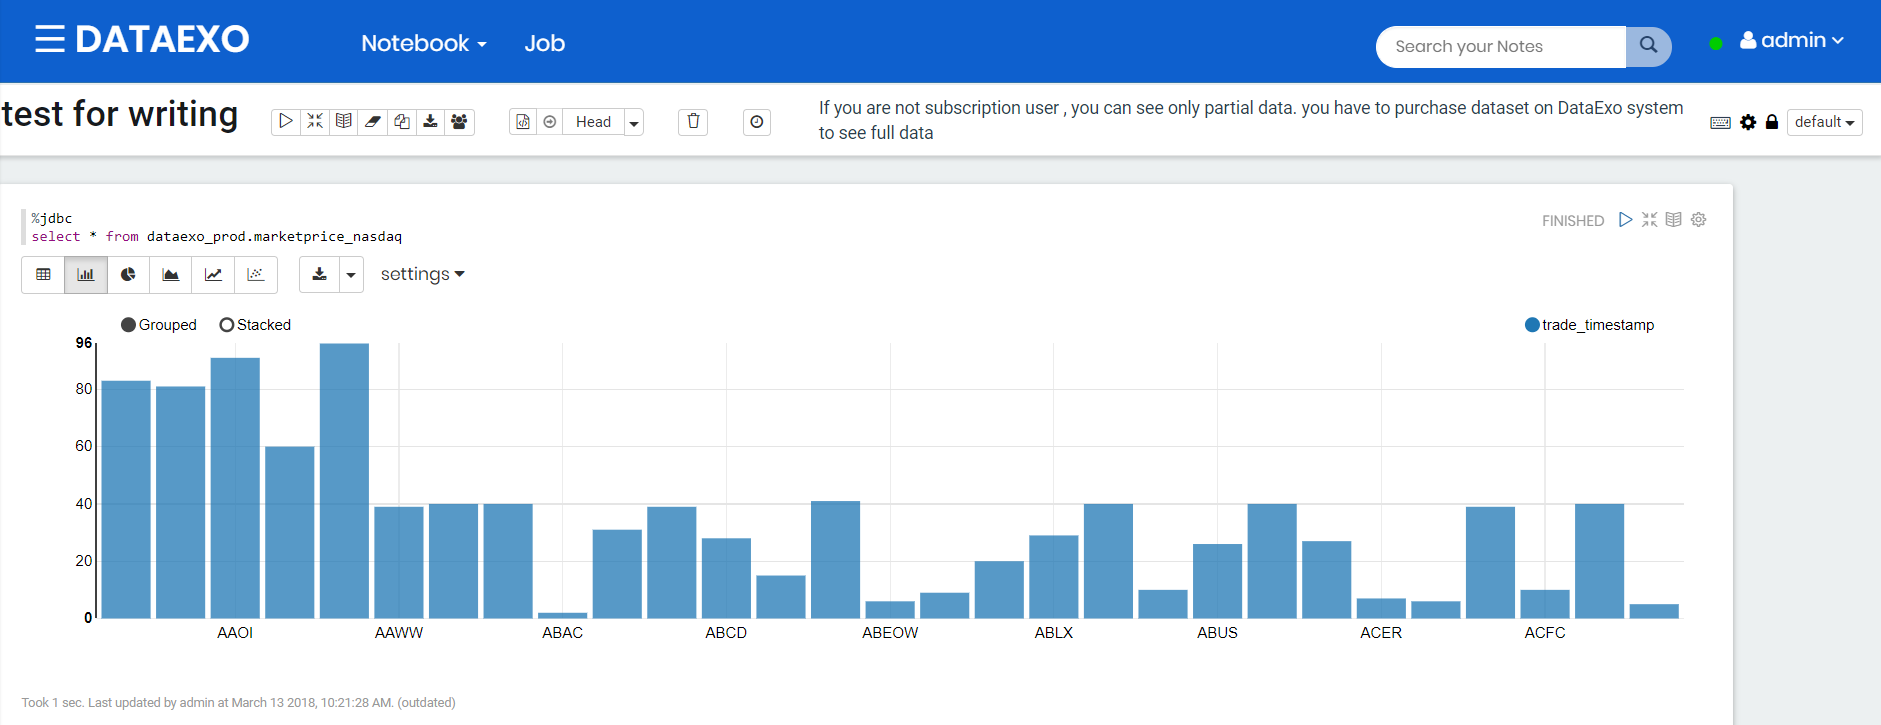 DATAEXO
Notebook
Job
Search your Notes
admin
test for writing
Head
If you are not subscription user , you can see only partial data. you have to purchase dataset on DataExo system
to see full data
default
%jdbc
select * from dataexo_prod.marketprice_nasdaq
FINISHED
settings
Grouped
Stacked
trade_timestamp
96
80
60
40
20
0
AAOI
AAWW
ABAC
ABCD
ABEOW
ABLX
ABUS
ACER
ACFC
Took 1 sec. Last updated by admin at March 13 2018, 10:21:28 AM. (outdated)